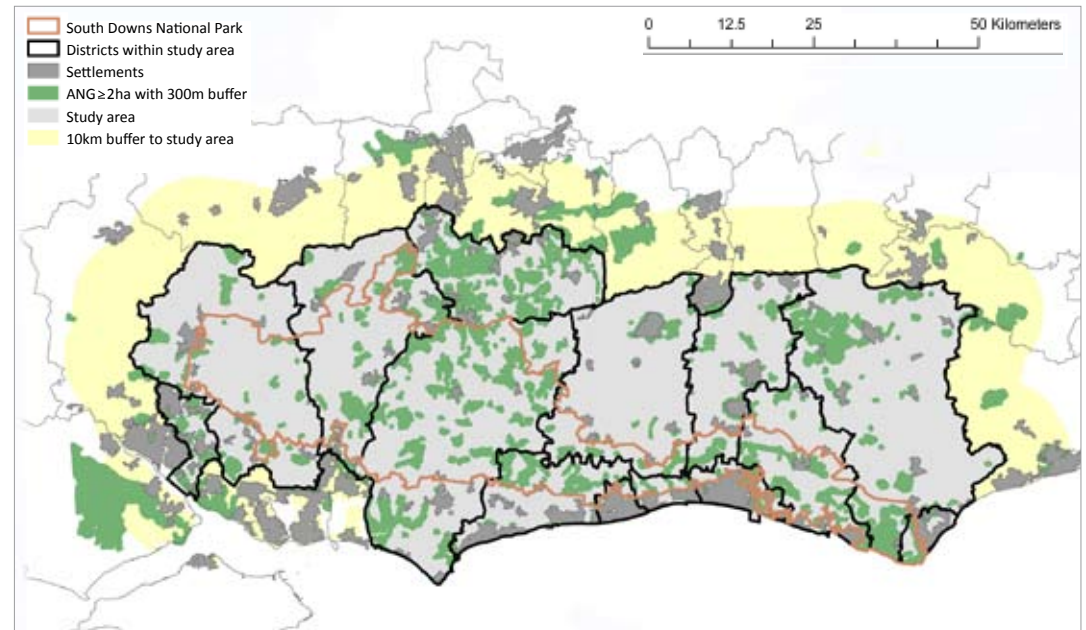 South Downs National Park
Districts within study area
Settlements
ANG ≥2ha with 300m buffer
Study area
10km buffer to study area
0 12.5 25 50 Kilometers